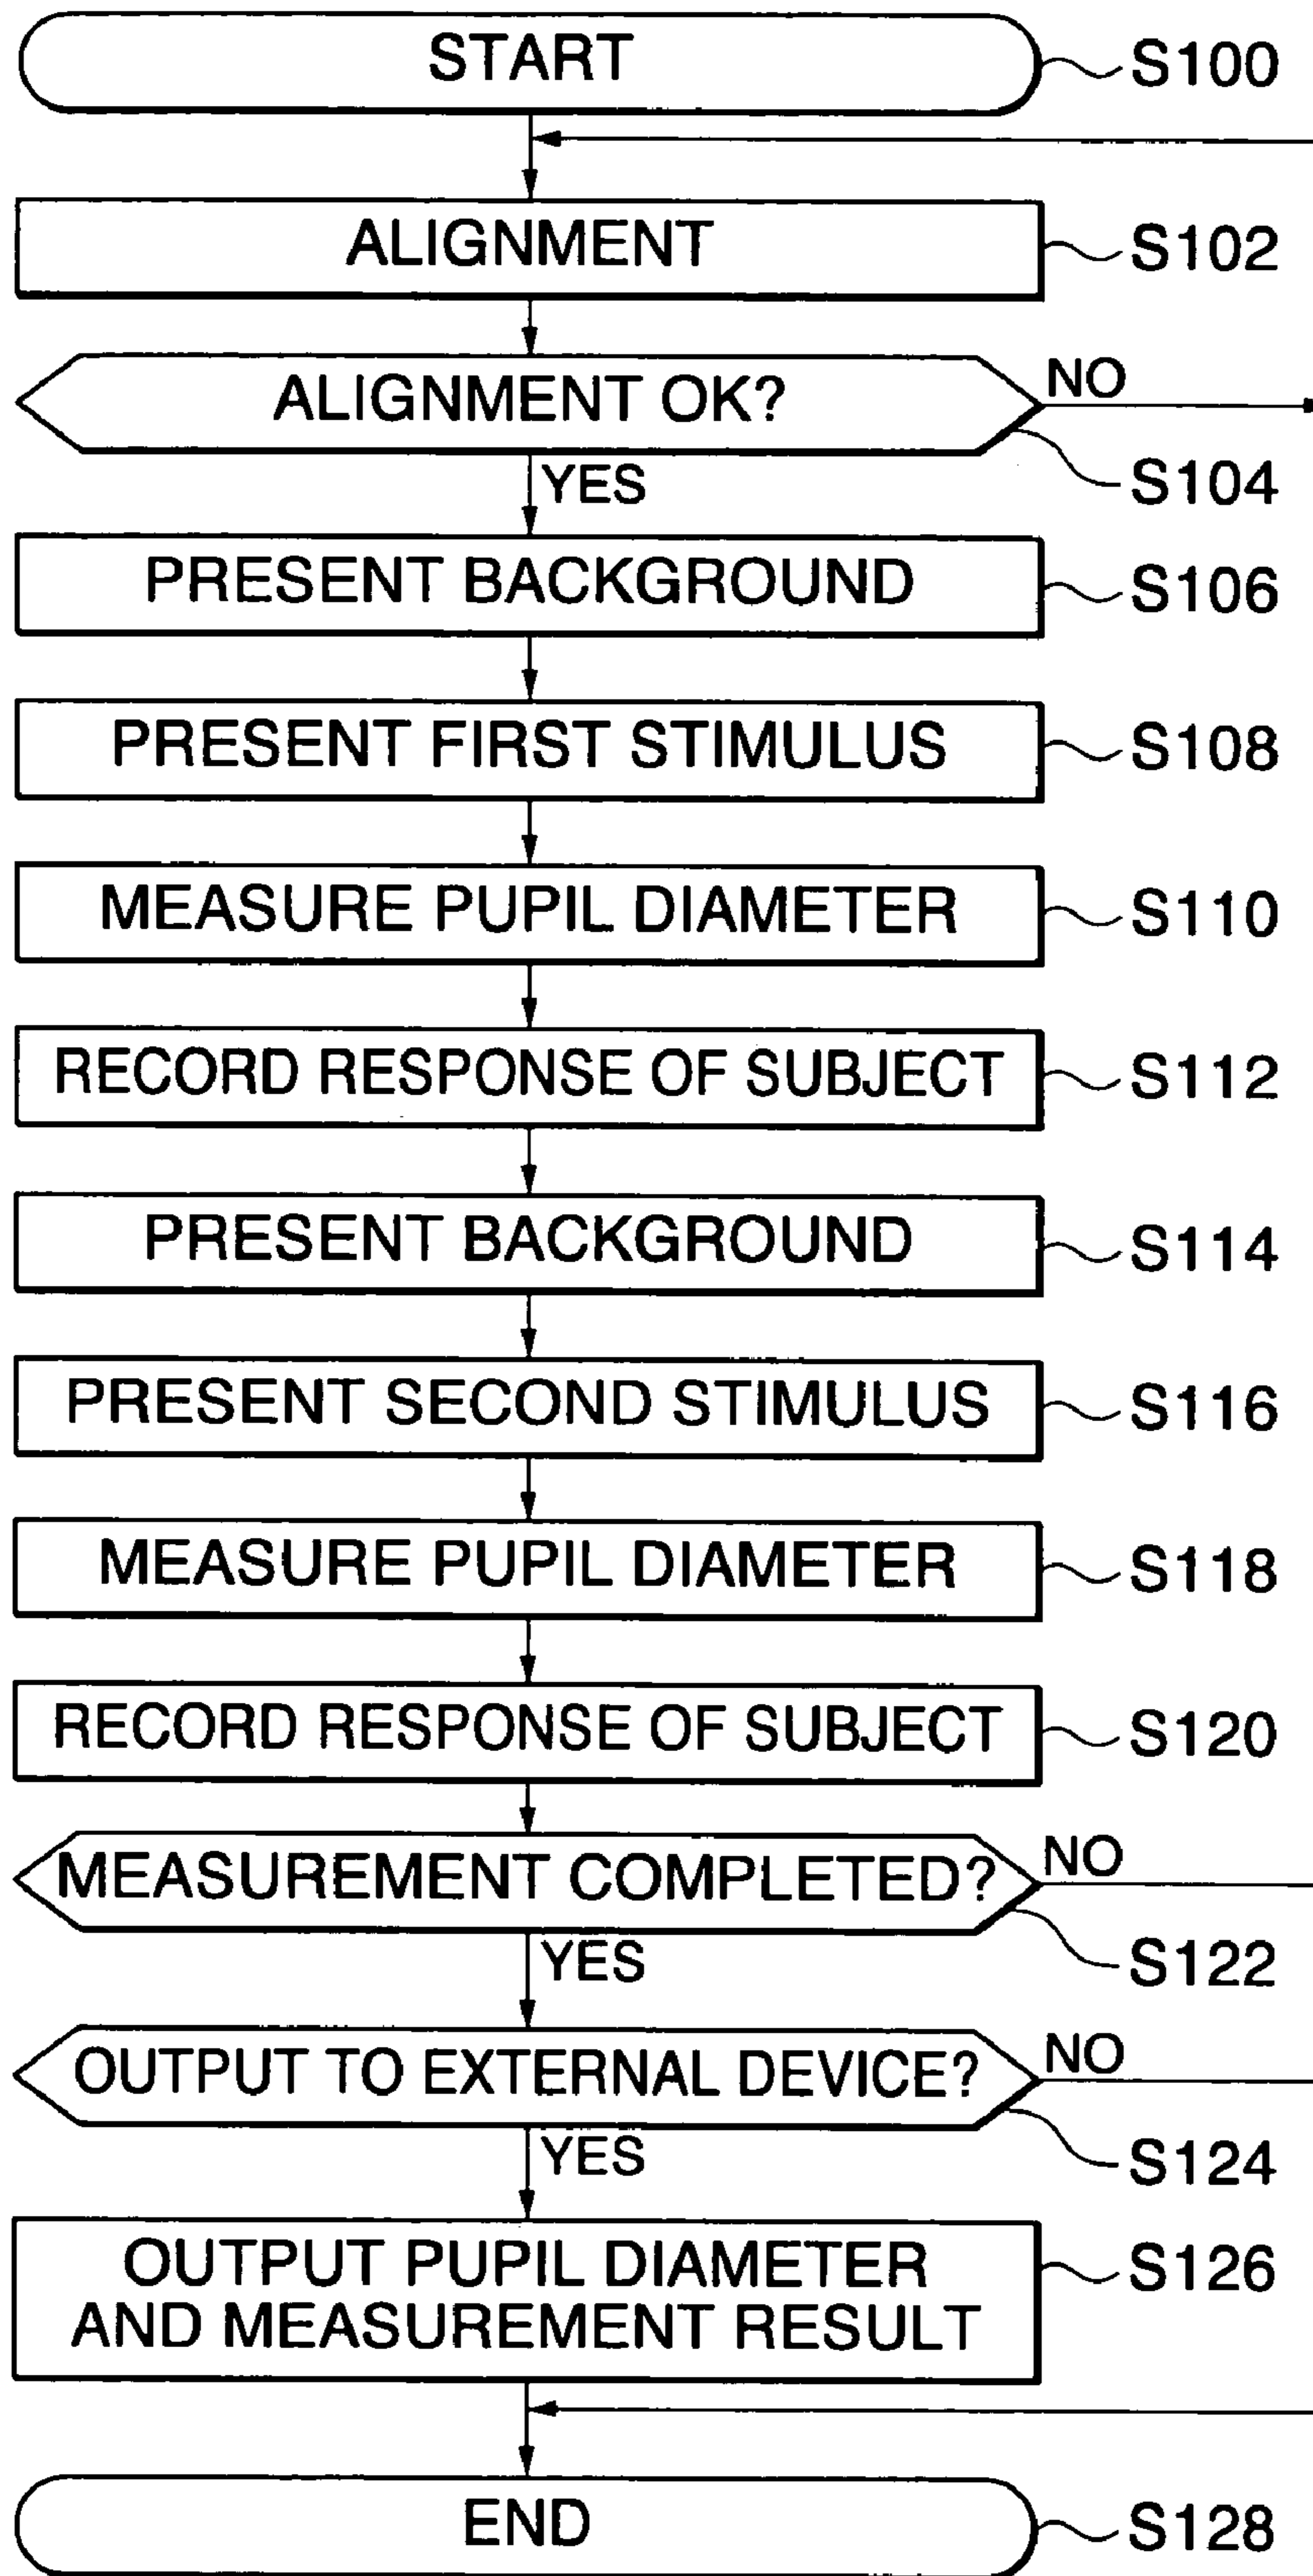 START
S100
ALIGNMENT
S102
ALIGNMENT OK?
NO
S104
YES
PRESENT BACKGROUND
S106
PRESENT FIRST STIMULUS
S108
MEASURE PUPIL DIAMETER
S110
RECORD RESPONSE OF SUBJECT
S112
PRESENT BACKGROUND
S114
PRESENT SECOND STIMULUS
S116
MEASURE PUPIL DIAMETER
S118
RECORD RESPONSE OF SUBJECT
S120
MEASUREMENT COMPLETED?
NO
S122
YES
OUTPUT TO EXTERNAL DEVICE?
NO
S124
YES
OUTPUT PUPIL DIAMETER
AND MEASUREMENT RESULT
S126
END
S128